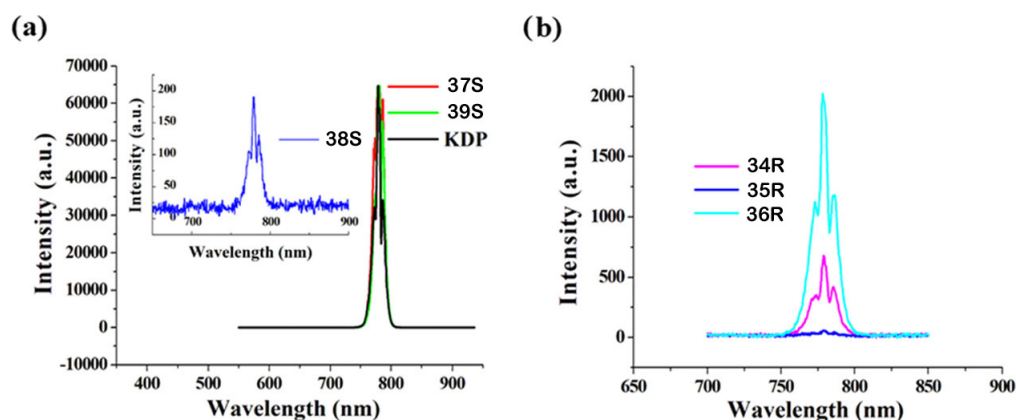 (a)
70000
60000
50000
40000
30000
20000
10000
0
-10000
Intensity (a.u.)
400
500
600
700
800
900
Wavelength (nm)
37S
39S
KDP
200
150
100
50
0
Intensity (a.u.)
700
800
900
Wavelength (nm)
38S
(b)
2000
1500
1000
500
0
Intensity (a.u.)
650
700
750
800
850
900
Wavelength (nm)
34R
35R
36R